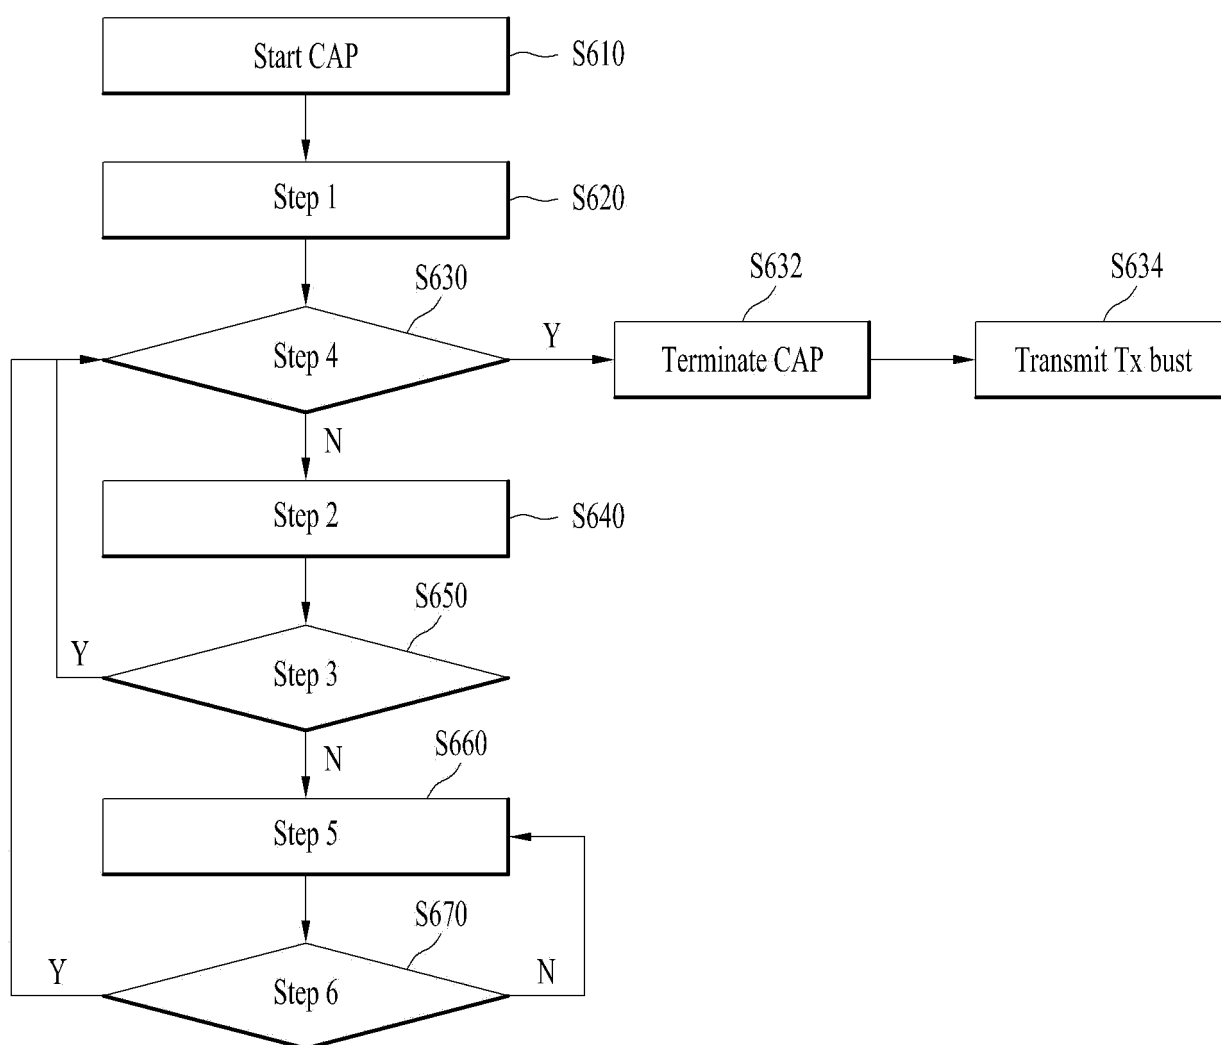 Start CAP
S610
Step 1
S620
S630
Step 4
Y
S632
Terminate CAP
S634
Transmit Tx bust
N
Step 2
S640
S650
Y
Step 3
N
S660
Step 5
S670
Y
Step 6
N